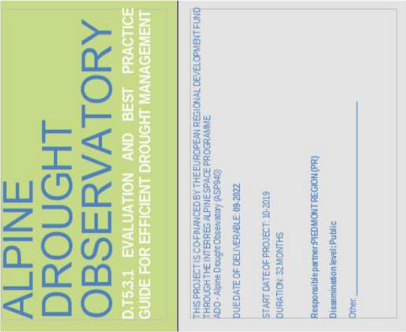 ALPINE
DROUGHT
OBSERVATORY
D.T5.3.1 EVALUATION AND BEST PRACTICE
GUIDE FOR EFFICIENT DROUGHT MANAGEMENT
THIS PROJECT IS CO-FINANCED BY THE EUROPEAN REGIONAL DEVELOPMENT FUND
THROUGH THE INTERREG ALPINE SPACE PROGRAMME
ADO - Alpine Drought Observatory (ASP940)
DUE DATE OF DELIVERABLE: 09-2022
START DATE OF PROJECT: 10-2019
DURATION: 32 MONTHS
Responsible partner: PIEDMONT REGION (PR)
Dissemination level: Public
Other: